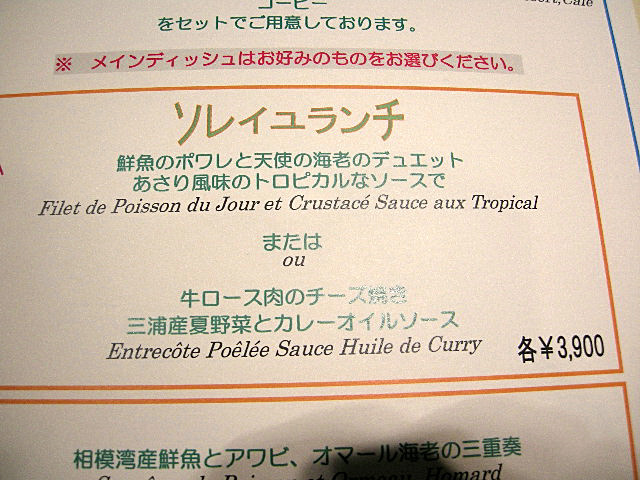 コーヒー
をセットでご用意しております。
※ メインディッシュはお好みのものをお選びください。
ソレイユランチ
鮮魚のポワレと天使の海老のデュエット
あさり風味のトロピカルなソースで
Filet de Poisson du Jour et Crustacé Sauce aux Tropical
または
ou
牛ロース肉のチーズ焼き
三浦産夏野菜とカレーオイルソース
Entrecôte Poêlée Sauce Huile de Curry
各¥3,900
相模湾産鮮魚とアワビ、オマール海老の三重奏